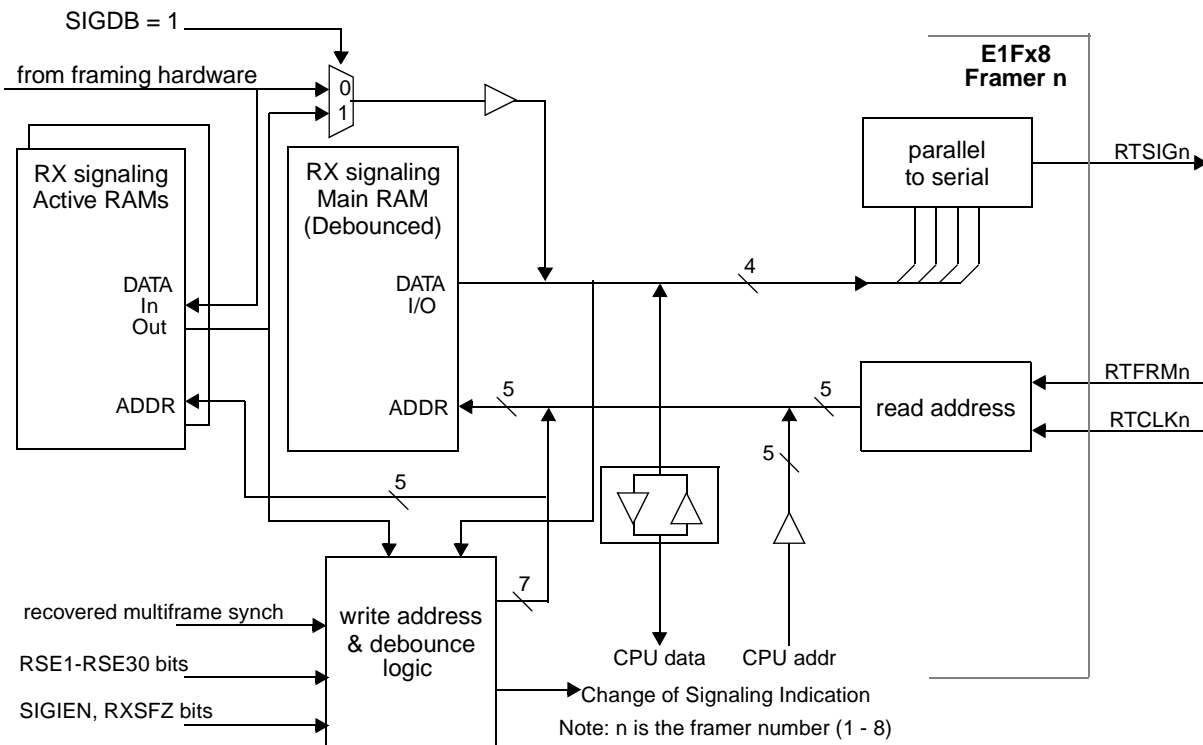 SIGDB = 1
E1Fx8
Framer n
from framing hardware
0
1
RX signaling
Active RAMs
RX signaling
Main RAM
(Debounced)
parallel
to serial
RTSIGn
DATA
In
Out
DATA
I/O
4
ADDR
ADDR
5
5
read address
RTFRMn
RTCLKn
5
5
7
recovered multiframe synch
write address
& debounce
logic
RSE1-RSE30 bits
CPU data
CPU addr
SIGIEN, RXSFZ bits
Change of Signaling Indication
Note: n is the framer number (1 - 8)